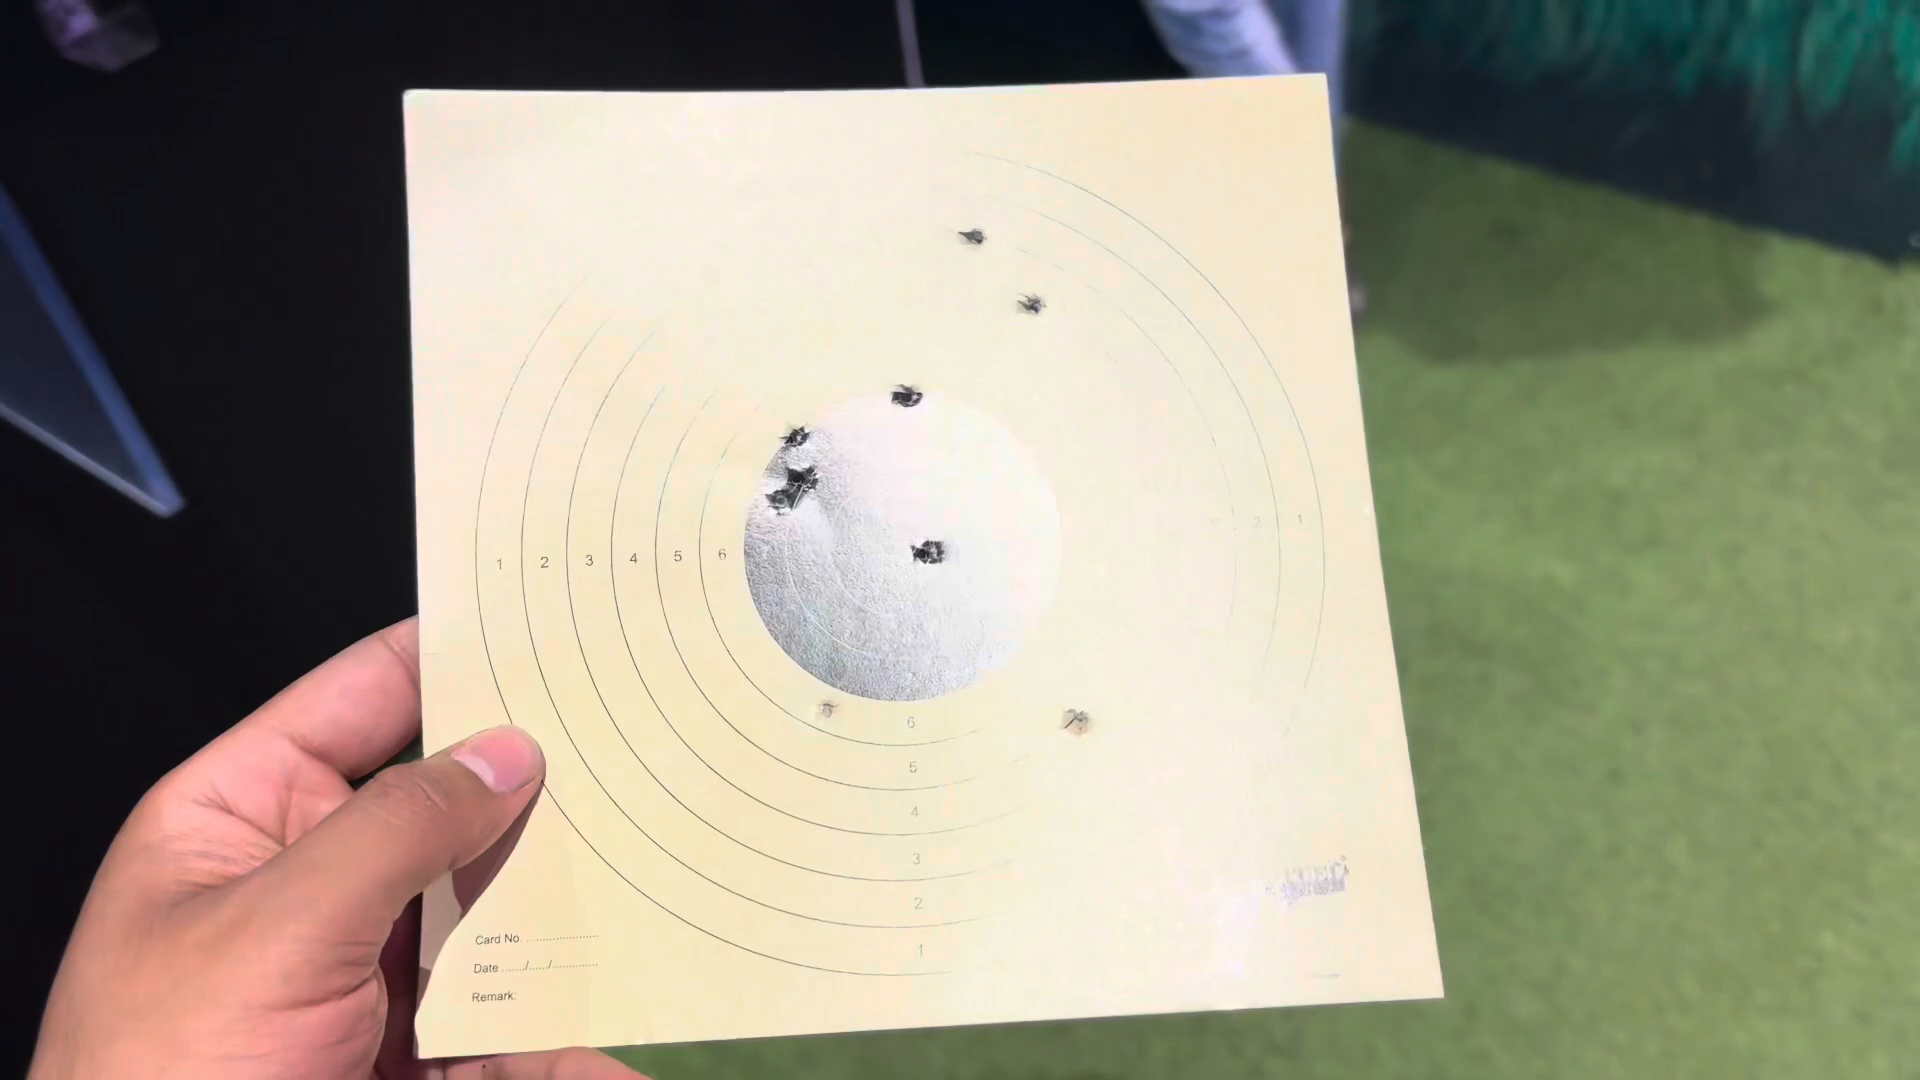 1 2 3 4 5 6 2 1
6
5
4
3
2
1
Card No. ....................
Date ....../...../.............
Remark: